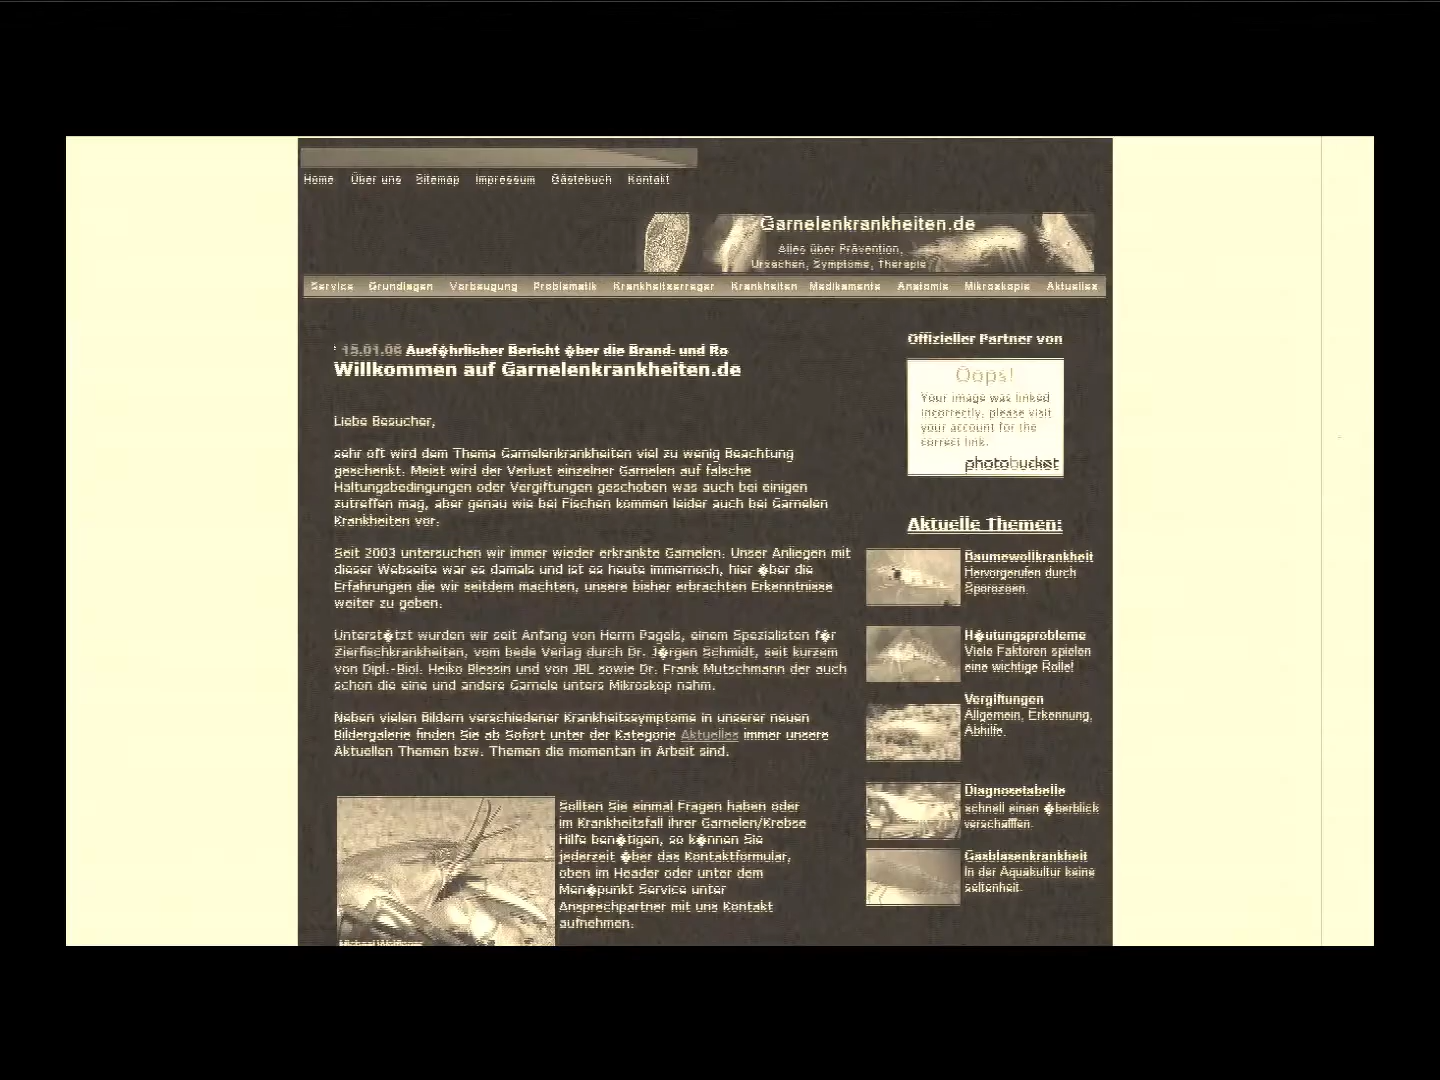 Home Über uns Sitemap Impressum Gästebuch Kontakt
Garnelenkrankheiten.de
Alles über Prävention,
Ursachen, Symptome, Therapie
Service Grundlagen Vorbeugung Problematik Krankheitserreger Krankheiten Medikamente Anatomie Mikroskopie Aktuelles
15.01.06 Ausf�hrlicher Bericht �ber die Brand- und Ro
Willkommen auf Garnelenkrankheiten.de
Liebe Besucher,
sehr oft wird dem Thema Garnelenkrankheiten viel zu wenig Beachtung
geschenkt. Meist wird der Verlust einzelner Garnelen auf falsche
Haltungsbedingungen oder Vergiftungen geschoben was auch bei einigen
zutreffen mag, aber genau wie bei Fischen kommen leider auch bei Garnelen
Krankheiten vor.
Seit 2003 untersuchen wir immer wieder erkrankte Garnelen. Unser Anliegen mit
dieser Webseite war es damals und ist es heute immernoch, hier �ber die
Erfahrungen die wir seitdem machten, unsere bisher erbrachten Erkenntnisse
weiter zu geben.
Unterst�tzt wurden wir seit Anfang von Herrn Pagels, einem Spezialisten f�r
Zierfischkrankheiten, vom bede Verlag durch Dr. J�rgen Schmidt, seit kurzem
von Dipl.-Biol. Heiko Blessin und von JBL sowie Dr. Frank Mutschmann der auch
schon die eine und andere Garnele unters Mikroskop nahm.
Neben vielen Bildern verschiedener Krankheitssymptome in unserer neuen
Bildergalerie finden Sie ab Sofort unter der Kategorie Aktuelles immer unsere
Aktuellen Themen bzw. Themen die momentan in Arbeit sind.
Sollten Sie einmal Fragen haben oder
im Krankheitsfall ihrer Garnelen/Krebse
Hilfe ben�tigen, so k�nnen Sie
jederzeit �ber das Kontaktformular,
oben im Header oder unter dem
Men�punkt Service unter
Ansprechpartner mit uns Kontakt
aufnehmen.
Offizieller Partner von
Oops!
Your image was linked
incorrectly, please visit
your account for the
correct link.
photobucket
Aktuelle Themen:
Baumwollkrankheit
Hervorgerufen durch
Sporozoen.
H�utungsprobleme
Viele Faktoren spielen
eine wichtige Rolle!
Vergiftungen
Allgemein, Erkennung,
Abhilfe.
Diagnosetabelle
schnell einen �berblick
verschaffen.
Gasblasenkrankheit
In der Aquakultur keine
seltenheit.